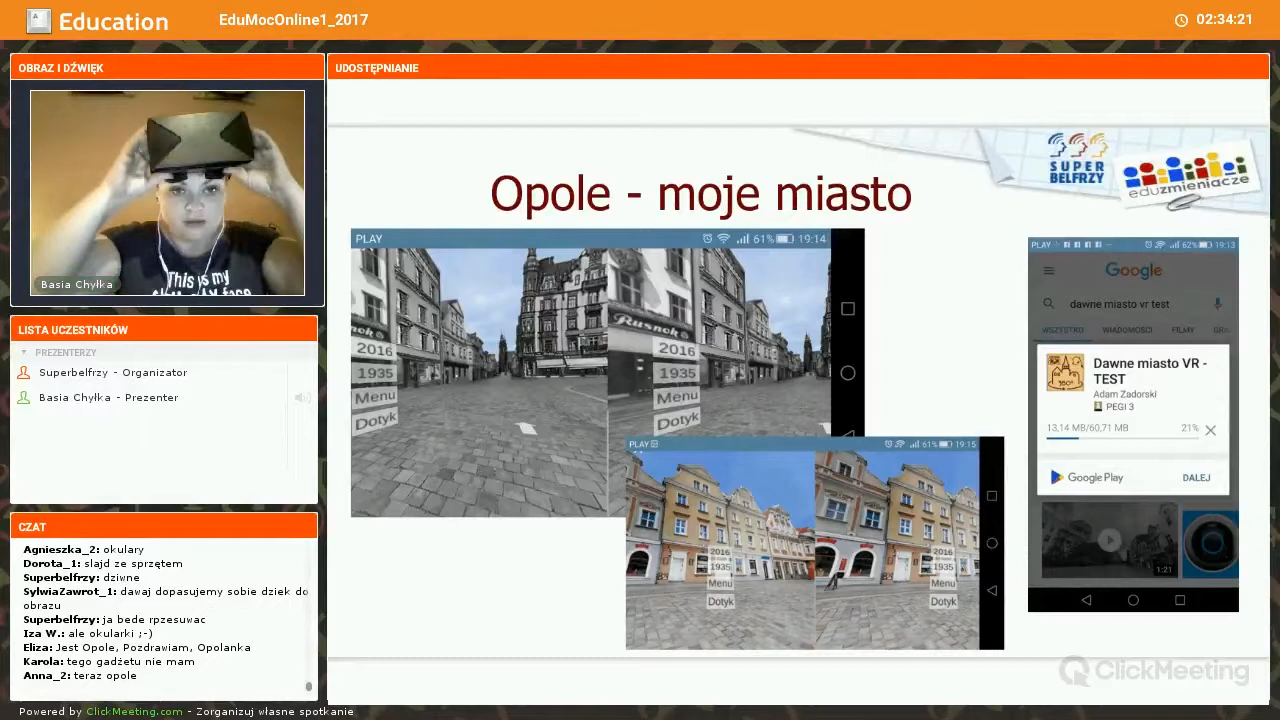 Education
EduMocOnline1_2017
02:34:21
OBRAZ I DŹWIĘK
This is my
Basia Chyłka
LISTA UCZESTNIKÓW
PREZENTERZY
Superbelfrzy - Organizator
Basia Chyłka - Prezenter
CZAT
Agnieszka_2: okulary
Dorota_1: slajd ze sprzętem
Superbelfrzy: dziwne
SylwiaZawrot_1: dawaj dopasujemy sobie dziek do
obrazu
Superbelfrzy: ja bede rpzesuwac
Iza W.: ale okularki ;-)
Eliza: Jest Opole, Pozdrawiam, Opolanka
Karola: tego gadżetu nie mam
Anna_2: teraz opole
Powered by ClickMeeting.com - Zorganizuj własne spotkanie
UDOSTĘPNIANIE
SUPER
BELFRZY
eduzmieniacze
Opole - moje miasto
PLAY
61%
19:14
Rusnok
2016
1935
Menu
Dotyk
2016
1935
Menu
Dotyk
PLAY
61%
19:15
2016
1935
Menu
Dotyk
2016
1935
Menu
Dotyk
PLAY
62%
19:13
Google
dawne miasto vr test
WSZYSTKO
WIADOMOŚCI
FILMY
GRA
Dawne miasto VR -
TEST
Adam Zadorski
PEGI 3
13,14 MB/60,71 MB
21%
Google Play
DALEJ
1:21
ClickMeeting